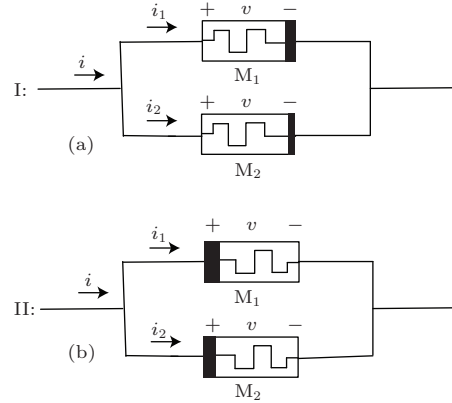 i₁ + v −
i
M₁
I:
i₂ + v −
(a)
M₂
i₁ + v −
i
M₁
II:
i₂ + v −
(b)
M₂